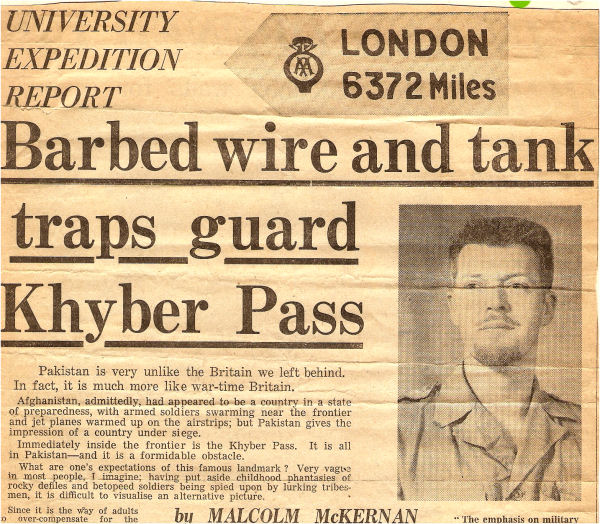 UNIVERSITY
EXPEDITION
REPORT
AA
LONDON
6372 Miles
Barbed wire and tank
traps guard
Khyber Pass
Pakistan is very unlike the Britain we left behind.
In fact, it is much more like war-time Britain.
Afghanistan, admittedly, had appeared to be a country in a state
of preparedness, with armed soldiers swarming near the frontier
and jet planes warmed up on the airstrips; but Pakistan gives the
impression of a country under siege.
Immediately inside the frontier is the Khyber Pass. It is all
in Pakistan—and it is a formidable obstacle.
What are one's expectations of this famous landmark? Very vague
in most people, I imagine; having put aside childhood phantasies of
rocky defiles and betopeed soldiers being spied upon by lurking tribes-
men, it is difficult to visualise an alternative picture.
Since it is the way of adults
to over-compensate for the
by MALCOLM McKERNAN
" The emphasis on military